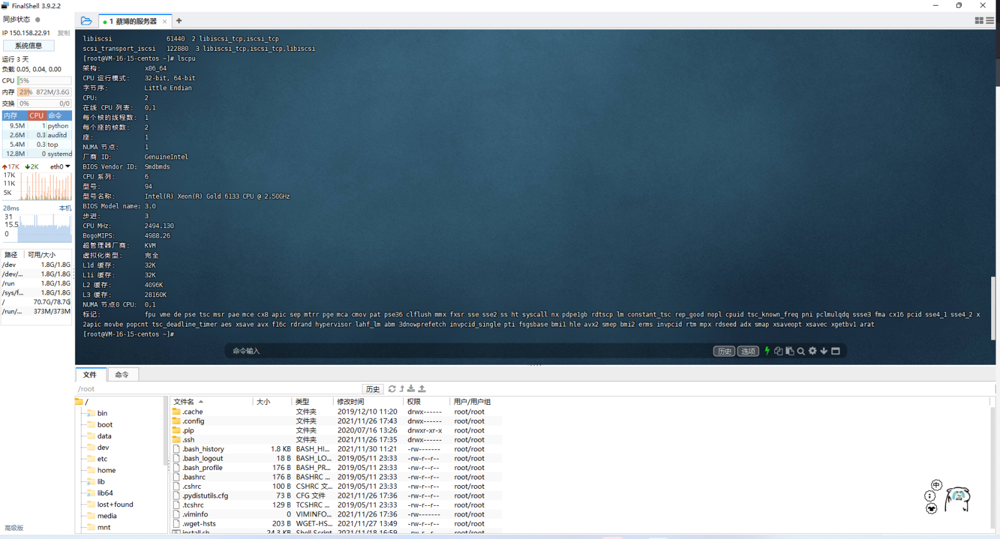 FinalShell 3.9.2.2
同步状态
IP 150.158.22.91 复制
系统信息
运行 3 天
负载 0.05, 0.04, 0.00
CPU 5%
内存 23% 872M/3.6G
交换 0% 0/0
内存 CPU 命令
9.5M 1 python
2.6M 0.3 auditd
5.4M 0.3 top
12.8M 0 systemd
17K 2K eth0
17K
11K
5K
28ms 本机
31
15.5
0
路径 可用/大小
/dev 1.8G/1.8G
/dev/... 1.8G/1.8G
/run 1.8G/1.8G
/sys/f... 1.8G/1.8G
/ 70.7G/78.7G
/run/... 373M/373M
高级版
1 蔡博的服务器
libiscsi 61440 2 libiscsi_tcp,iscsi_tcp
scsi_transport_iscsi 122880 3 libiscsi_tcp,iscsi_tcp,libiscsi
[root@VM-16-15-centos ~]# lscpu
架构: x86_64
CPU 运行模式: 32-bit, 64-bit
字节序: Little Endian
CPU: 2
在线 CPU 列表: 0,1
每个核的线程数: 1
每个座的核数: 2
座: 1
NUMA 节点: 1
厂商 ID: GenuineIntel
BIOS Vendor ID: Smdbmds
CPU 系列: 6
型号: 94
型号名称: Intel(R) Xeon(R) Gold 6133 CPU @ 2.50GHz
BIOS Model name: 3.0
步进: 3
CPU MHz: 2494.130
BogoMIPS: 4988.26
超管理器厂商: KVM
虚拟化类型: 完全
L1d 缓存: 32K
L1i 缓存: 32K
L2 缓存: 4096K
L3 缓存: 28160K
NUMA 节点0 CPU: 0,1
标记: fpu vme de pse tsc msr pae mce cx8 apic sep mtrr pge mca cmov pat pse36 clflush mmx fxsr sse sse2 ss ht syscall nx pdpe1gb rdtscp lm constant_tsc rep_good nopl cpuid tsc_known_freq pni pclmulqdq ssse3 fma cx16 pcid sse4_1 sse4_2 x
2apic movbe popcnt tsc_deadline_timer aes xsave avx f16c rdrand hypervisor lahf_lm abm 3dnowprefetch invpcid_single pti fsgsbase bmi1 hle avx2 smep bmi2 erms invpcid rtm mpx rdseed adx smap xsaveopt xsavec xgetbv1 arat
[root@VM-16-15-centos ~]#
命令输入 历史 选项
文件 命令
/root 历史
/
bin
boot
data
dev
etc
home
lib
lib64
lost+found
media
mnt
文件名 大小 类型 修改时间 权限 用户/用户组
.cache 文件夹 2019/12/10 11:20 drwx------ root/root
.config 文件夹 2021/11/26 17:43 drwx------ root/root
.pip 文件夹 2020/07/16 13:26 drwxr-xr-x root/root
.ssh 文件夹 2021/11/26 17:35 drwx------ root/root
.bash_history 1.8 KB BASH_HI... 2021/11/30 11:21 -rw------- root/root
.bash_logout 18 B BASH_LO... 2019/05/11 23:33 -rw-r--r-- root/root
.bash_profile 176 B BASH_PR... 2019/05/11 23:33 -rw-r--r-- root/root
.bashrc 176 B BASHRC ... 2019/05/11 23:33 -rw-r--r-- root/root
.cshrc 100 B CSHRC 文... 2019/05/11 23:33 -rw-r--r-- root/root
.pydistutils.cfg 73 B CFG 文件 2021/11/26 17:36 -rw-r--r-- root/root
.tcshrc 129 B TCSHRC ... 2019/05/11 23:33 -rw-r--r-- root/root
.viminfo 0 VIMINFO... 2021/11/26 17:36 -rw------- root/root
.wget-hsts 203 B WGET-HS... 2021/11/27 13:49 -rw-r--r-- root/root
install.sh 24.3 KB Shell Script 2021/11/18 16:59 -rw-r--r-- root/root
中